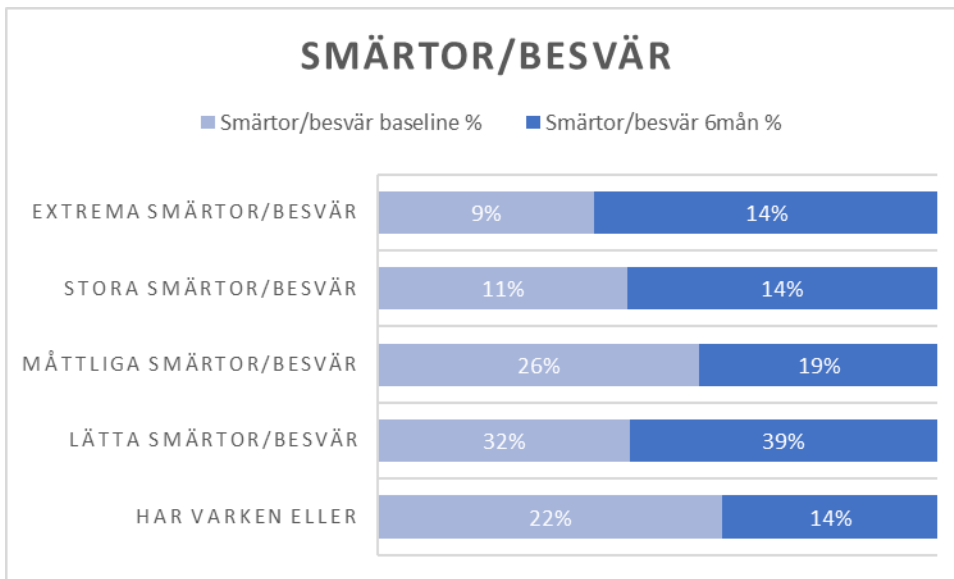 SMÄRTOR/BESVÄR
Smärtor/besvär baseline % Smärtor/besvär 6mån %
EXTREMA SMÄRTOR/BESVÄR 9% 14%
STORA SMÄRTOR/BESVÄR 11% 14%
MÅTTLIGA SMÄRTOR/BESVÄR 26% 19%
LÄTTA SMÄRTOR/BESVÄR 32% 39%
HAR VARKEN ELLER 22% 14%